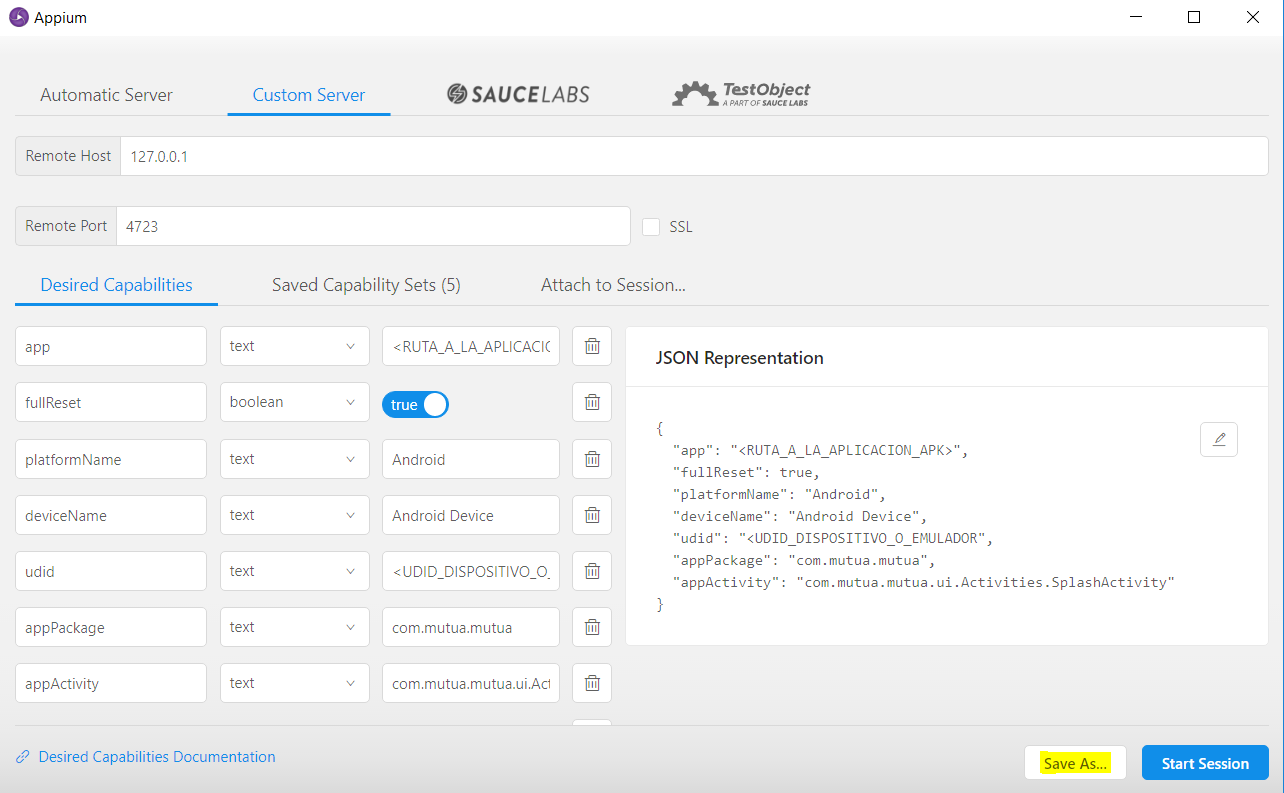 Appium
Automatic Server
Custom Server
SAUCELABS
TestObject
A PART OF SAUCE LABS
Remote Host
127.0.0.1
Remote Port
4723
SSL
Desired Capabilities
Saved Capability Sets (5)
Attach to Session...
app
text
<RUTA_A_LA_APLICACIO
fullReset
boolean
true
platformName
text
Android
deviceName
text
Android Device
udid
text
<UDID_DISPOSITIVO_O_
appPackage
text
com.mutua.mutua
appActivity
text
com.mutua.mutua.ui.Act
JSON Representation
{
"app": "<RUTA_A_LA_APLICACION_APK>",
"fullReset": true,
"platformName": "Android",
"deviceName": "Android Device",
"udid": "<UDID_DISPOSITIVO_O_EMULADOR",
"appPackage": "com.mutua.mutua",
"appActivity": "com.mutua.mutua.ui.Activities.SplashActivity"
}
Desired Capabilities Documentation
Save As...
Start Session